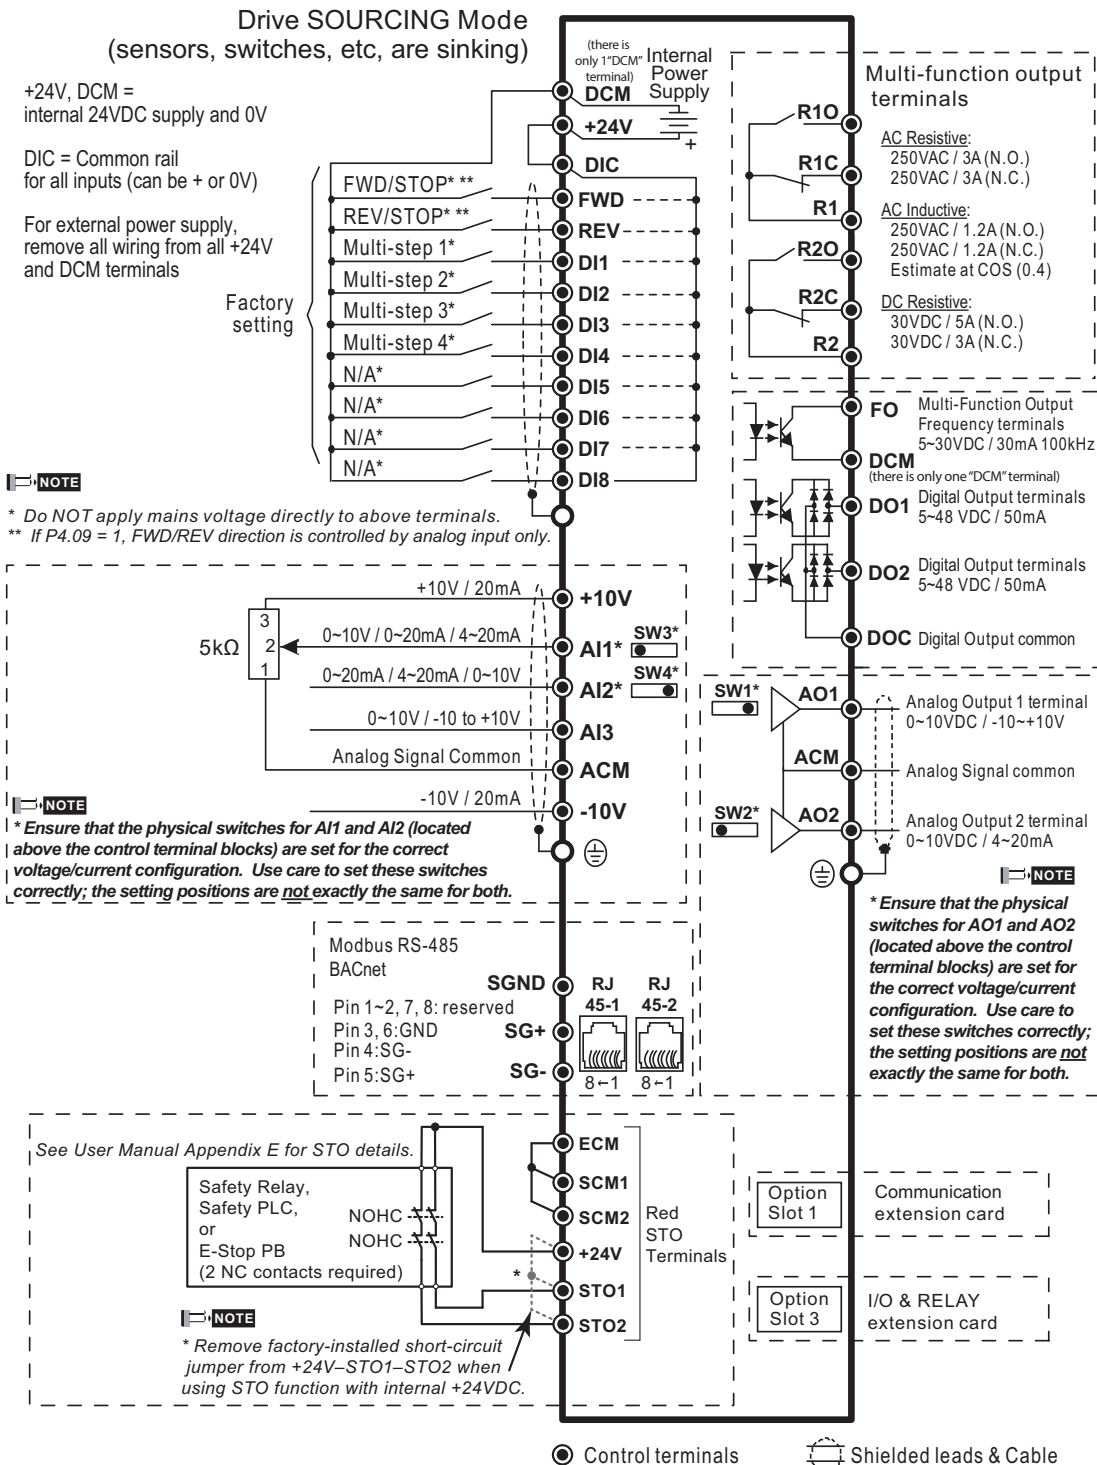 Drive SOURCING Mode
(sensors, switches, etc, are sinking)
+24V, DCM =
internal 24VDC supply and 0V
DIC = Common rail
for all inputs (can be + or 0V)
For external power supply,
remove all wiring from all +24V
and DCM terminals
Factory
setting
(there is
only 1"DCM"
terminal)
Internal
Power
Supply
+
DCM
+24V
DIC
FWD/STOP* **
FWD
REV/STOP* **
REV
Multi-step 1*
DI1
Multi-step 2*
DI2
Multi-step 3*
DI3
Multi-step 4*
DI4
N/A*
DI5
N/A*
DI6
N/A*
DI7
N/A*
DI8
NOTE
* Do NOT apply mains voltage directly to above terminals.
** If P4.09 = 1, FWD/REV direction is controlled by analog input only.
Multi-function output
terminals
R1O
R1C
R1
R2O
R2C
R2
AC Resistive:
250VAC / 3A (N.O.)
250VAC / 3A (N.C.)
AC Inductive:
250VAC / 1.2A (N.O.)
250VAC / 1.2A (N.C.)
Estimate at COS (0.4)
DC Resistive:
30VDC / 5A (N.O.)
30VDC / 3A (N.C.)
FO
Multi-Function Output
Frequency terminals
5~30VDC / 30mA 100kHz
DCM
(there is only one "DCM" terminal)
DO1
Digital Output terminals
5~48 VDC / 50mA
DO2
Digital Output terminals
5~48 VDC / 50mA
DOC Digital Output common
+10V / 20mA
+10V
5kΩ
3
2
1
0~10V / 0~20mA / 4~20mA
AI1*
SW3*
0~20mA / 4~20mA / 0~10V
AI2*
SW4*
0~10V / -10 to +10V
AI3
Analog Signal Common
ACM
-10V / 20mA
-10V
NOTE
* Ensure that the physical switches for AI1 and AI2 (located
above the control terminal blocks) are set for the correct
voltage/current configuration. Use care to set these switches
correctly; the setting positions are not exactly the same for both.
SW1*
AO1
Analog Output 1 terminal
0~10VDC / -10~+10V
ACM
Analog Signal common
SW2*
AO2
Analog Output 2 terminal
0~10VDC / 4~20mA
NOTE
* Ensure that the physical
switches for AO1 and AO2
(located above the control
terminal blocks) are set for
the correct voltage/current
configuration. Use care to
set these switches correctly;
the setting positions are not
exactly the same for both.
Modbus RS-485
BACnet
Pin 1~2, 7, 8: reserved
Pin 3, 6:GND
Pin 4:SG-
Pin 5:SG+
SGND
SG+
SG-
RJ
45-1
RJ
45-2
8←1
8←1
See User Manual Appendix E for STO details.
Safety Relay,
Safety PLC,
or
E-Stop PB
(2 NC contacts required)
NOHC
NOHC
ECM
SCM1
SCM2
+24V
STO1
STO2
*
Red
STO
Terminals
NOTE
* Remove factory-installed short-circuit
jumper from +24V–STO1–STO2 when
using STO function with internal +24VDC.
Option
Slot 1
Communication
extension card
Option
Slot 3
I/O & RELAY
extension card
Control terminals
Shielded leads & Cable